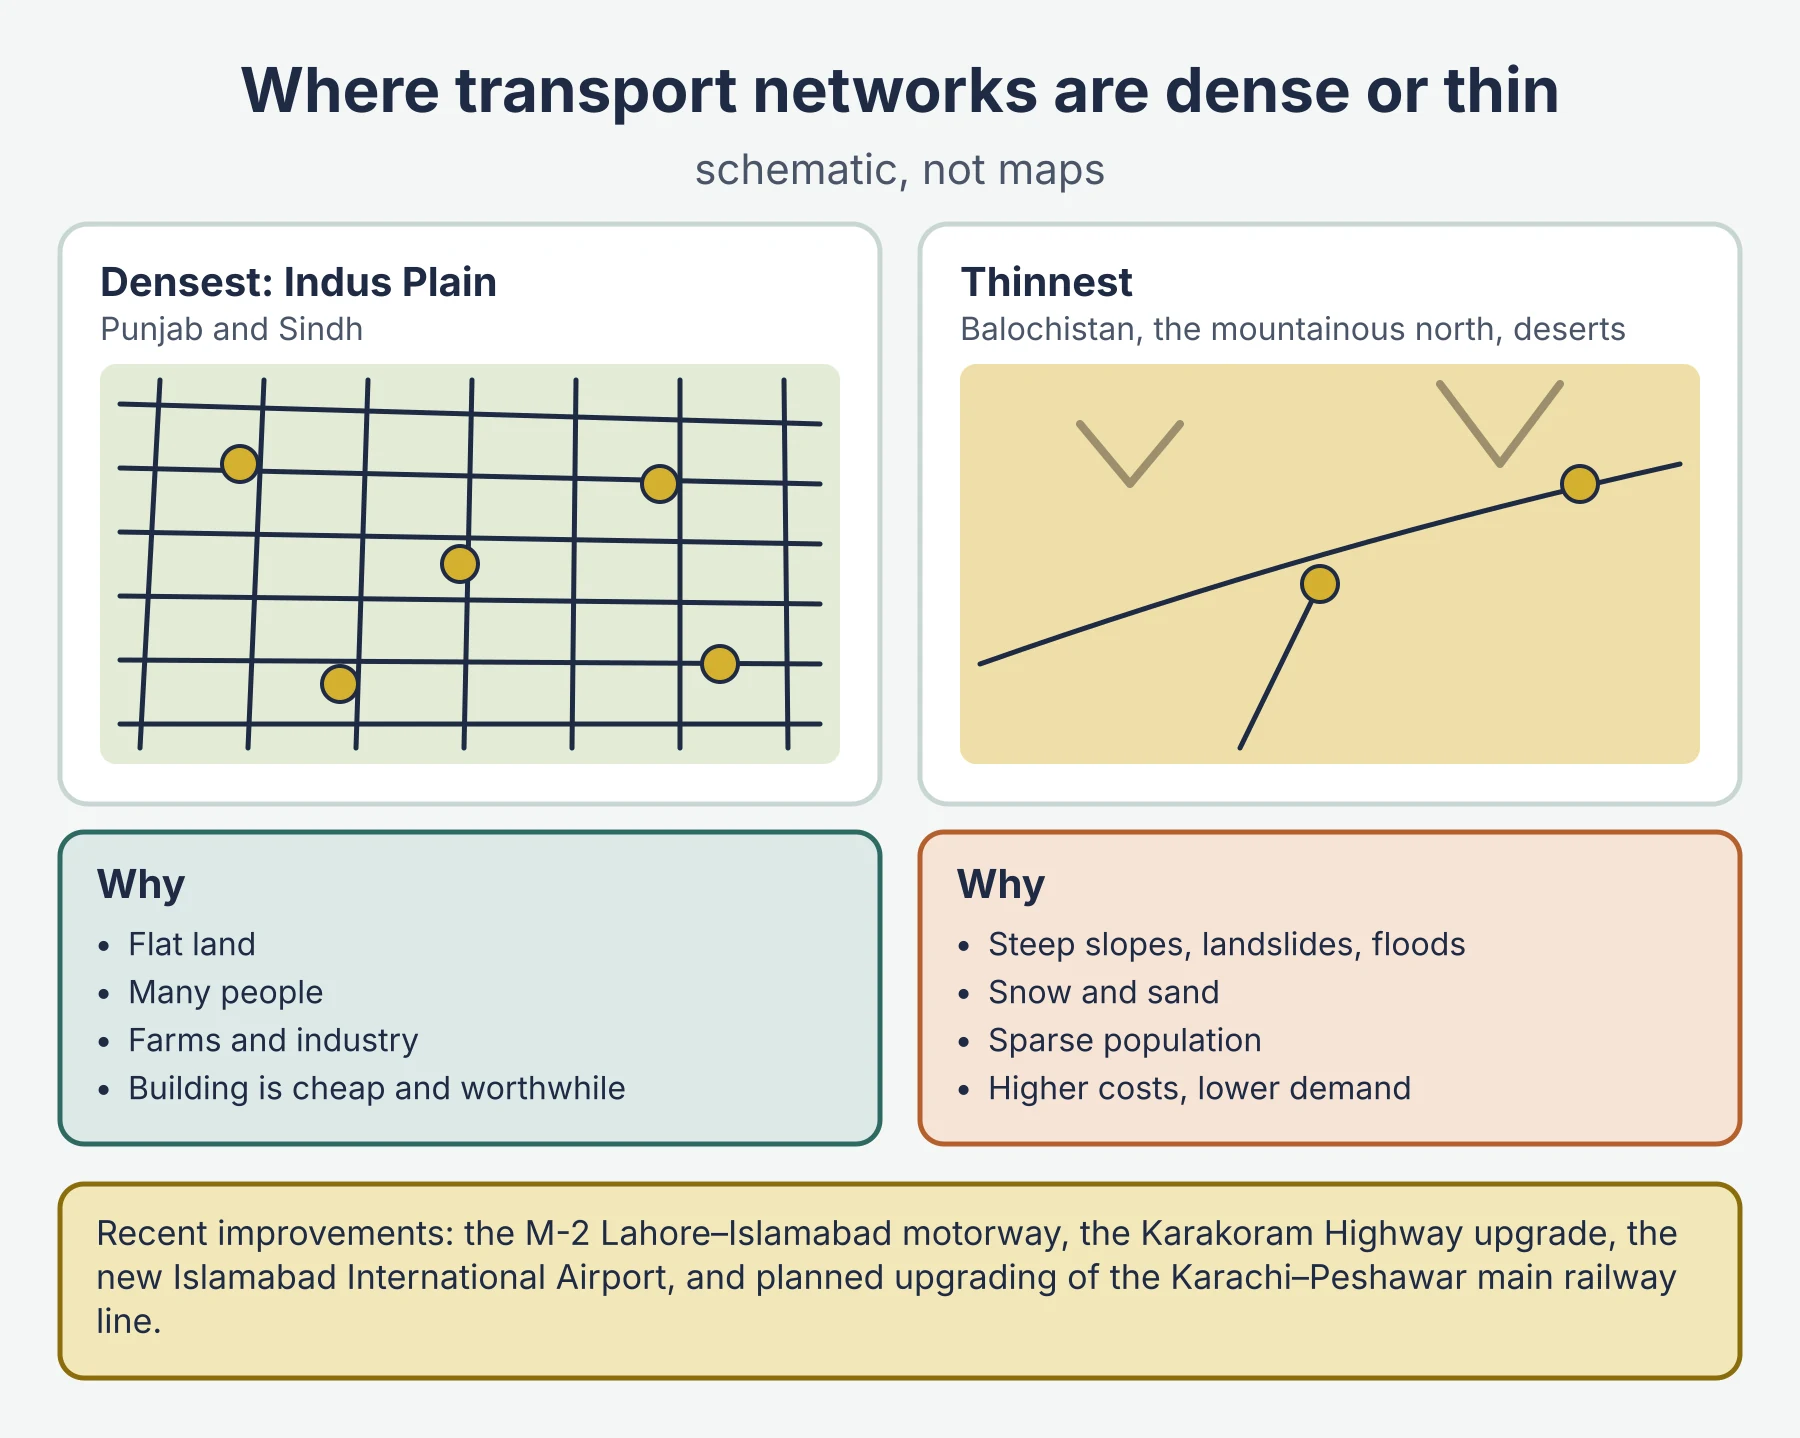 Where transport networks are dense or thin
schematic, not maps
Densest: Indus Plain
Punjab and Sindh
Thinnest
Balochistan, the mountainous north, deserts
Why
• Flat land
• Many people
• Farms and industry
• Building is cheap and worthwhile
Why
• Steep slopes, landslides, floods
• Snow and sand
• Sparse population
• Higher costs, lower demand
Recent improvements: the M-2 Lahore–Islamabad motorway, the Karakoram Highway upgrade, the
new Islamabad International Airport, and planned upgrading of the Karachi–Peshawar main railway
line.